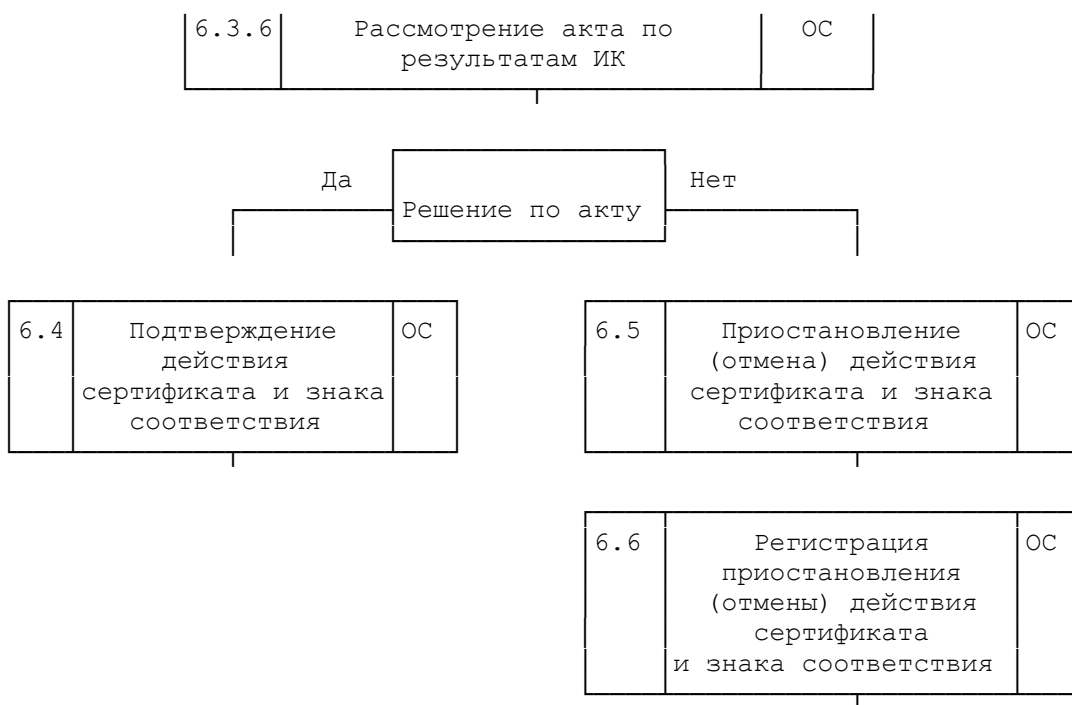 6.3.6 Рассмотрение акта по ОС
результатам ИК
Да Нет
Решение по акту
6.4 Подтверждение ОС
действия
сертификата и знака
соответствия
6.5 Приостановление ОС
(отмена) действия
сертификата и знака
соответствия
6.6 Регистрация ОС
приостановления
(отмены) действия
сертификата
и знака соответствия